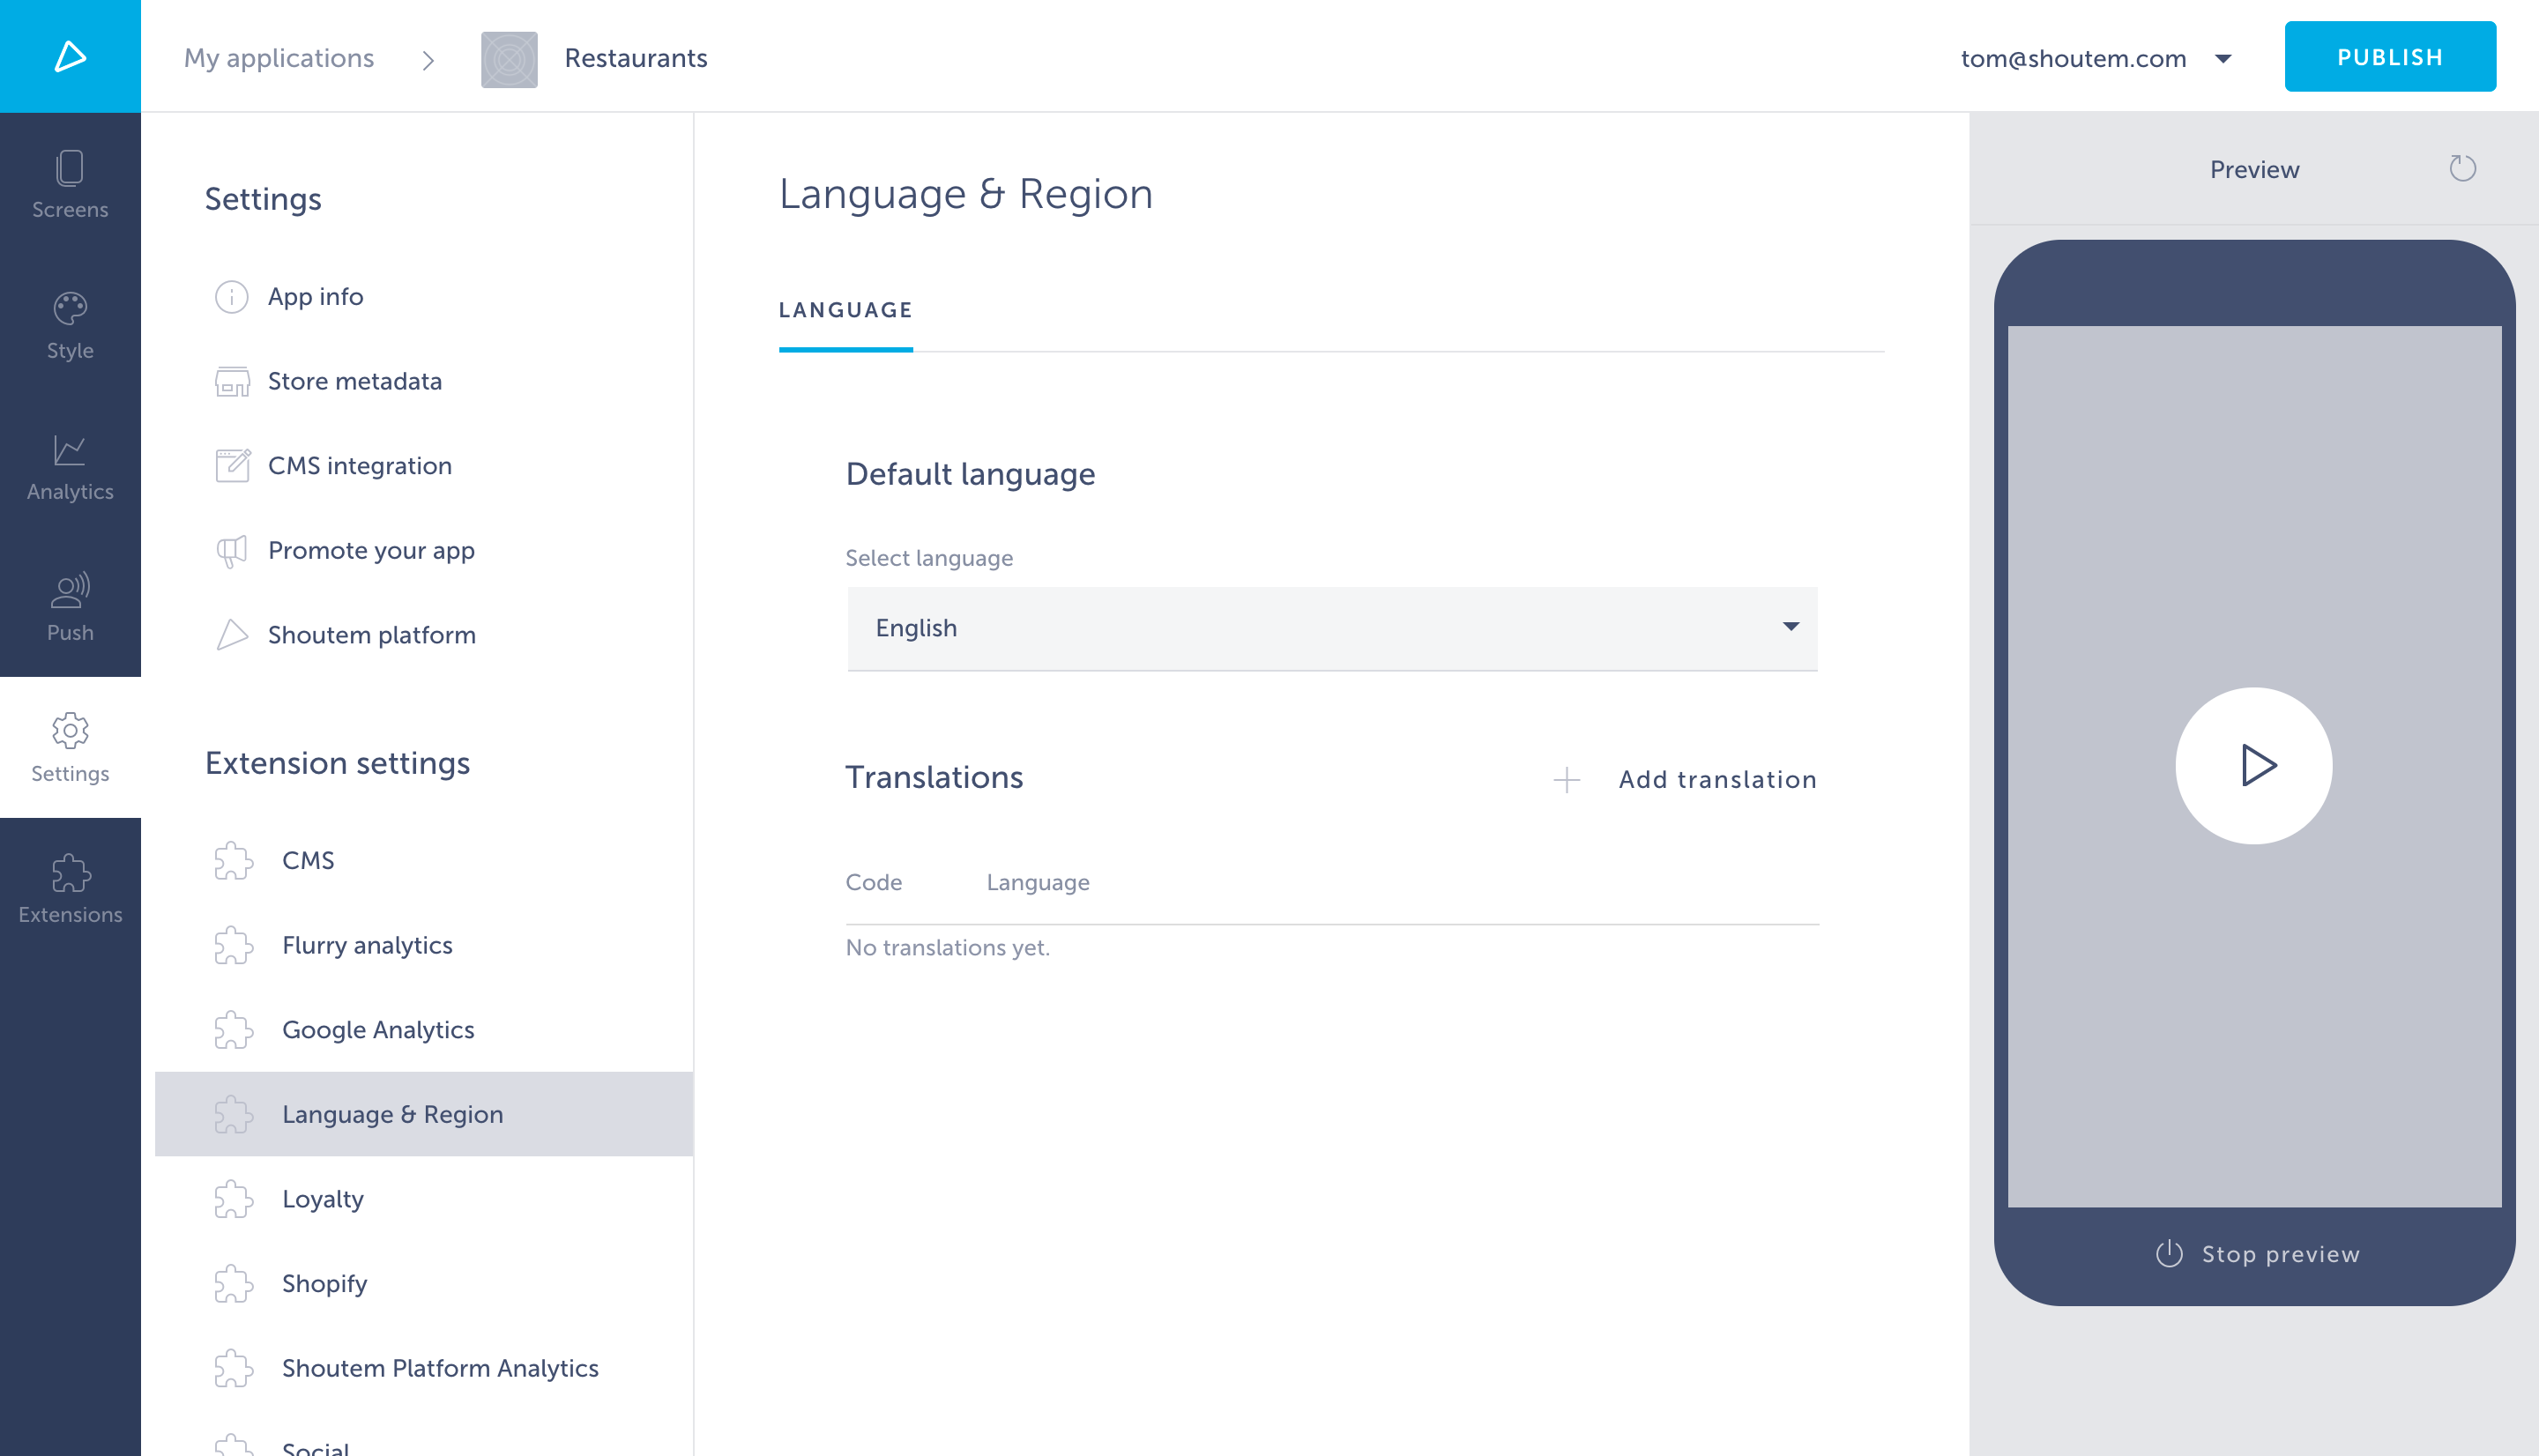 My applications
Restaurants
tom@shoutem.com
PUBLISH
Screens
Style
Analytics
Push
Settings
Extensions
Settings
App info
Store metadata
CMS integration
Promote your app
Shoutem platform
Extension settings
CMS
Flurry analytics
Google Analytics
Language & Region
Loyalty
Shopify
Shoutem Platform Analytics
Social
Language & Region
LANGUAGE
Default language
Select language
English
Translations
Add translation
Code Language
No translations yet.
Preview
Stop preview